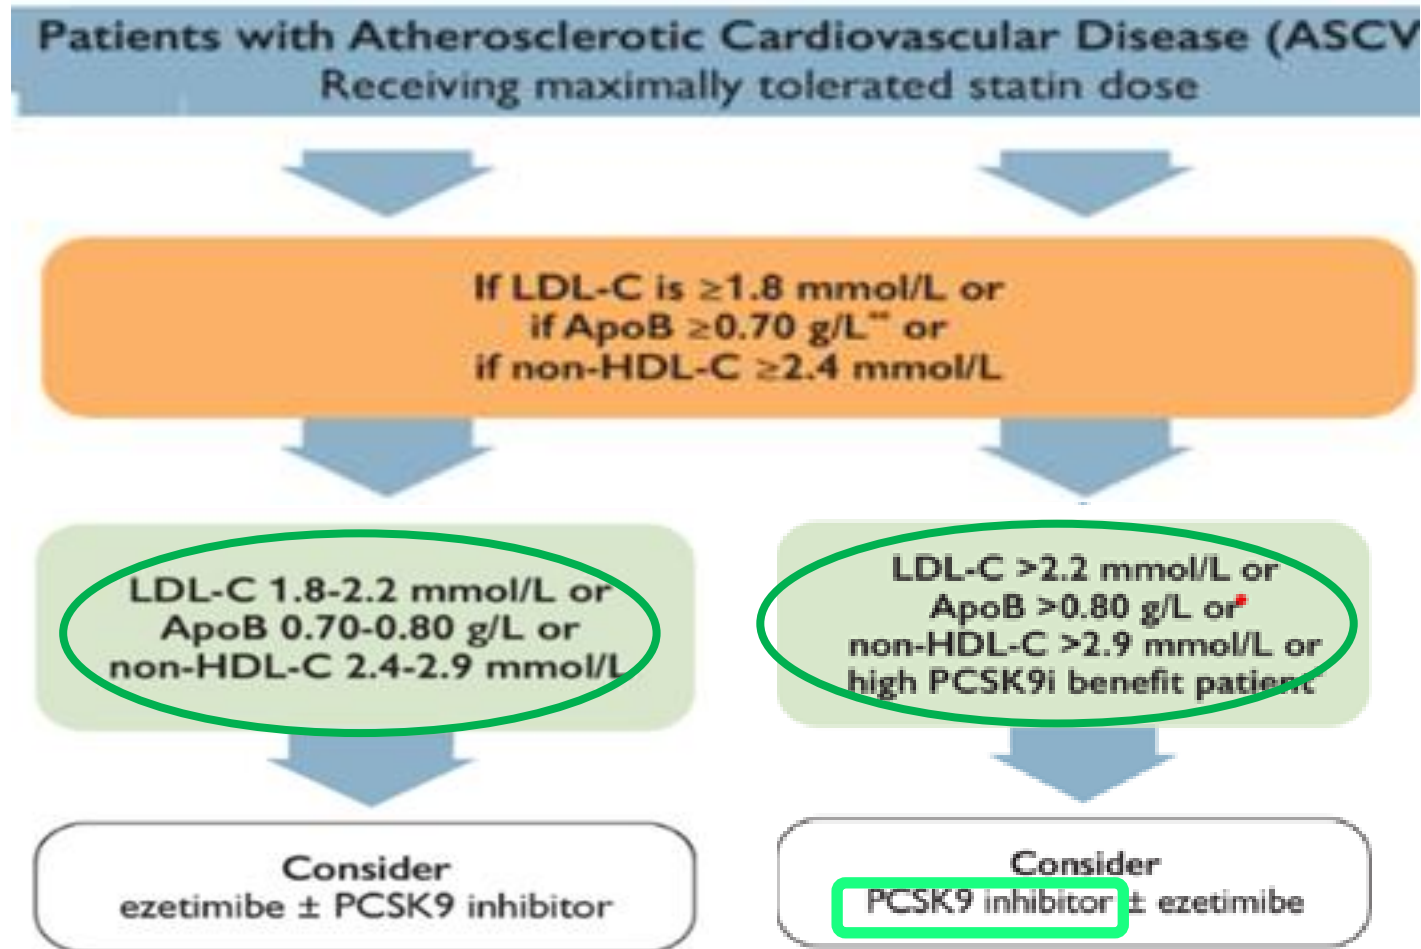 Patients with Atherosclerotic Cardiovascular Disease (ASCV
Receiving maximally tolerated statin dose
If LDL-C is ≥1.8 mmol/L or
if ApoB ≥0.70 g/L** or
if non-HDL-C ≥2.4 mmol/L
LDL-C 1.8-2.2 mmol/L or
ApoB 0.70-0.80 g/L or
non-HDL-C 2.4-2.9 mmol/L
LDL-C >2.2 mmol/L or
ApoB >0.80 g/L or
non-HDL-C >2.9 mmol/L or
high PCSK9i benefit patient
Consider
ezetimibe ± PCSK9 inhibitor
Consider
PCSK9 inhibitor ± ezetimibe